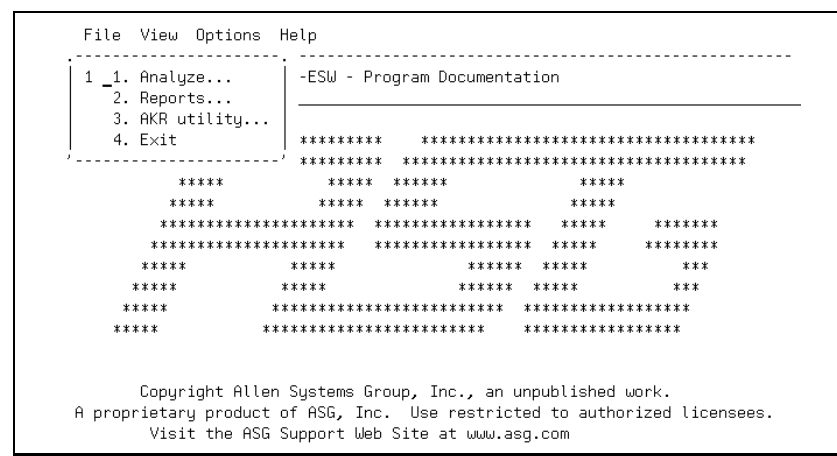 File  View  Options  Help
1  1. Analyze...  -ESW - Program Documentation
2. Reports...
3. AKR utility...
4. Exit
Copyright Allen Systems Group, Inc., an unpublished work.
A proprietary product of ASG, Inc.  Use restricted to authorized licensees.
Visit the ASG Support Web Site at www.asg.com